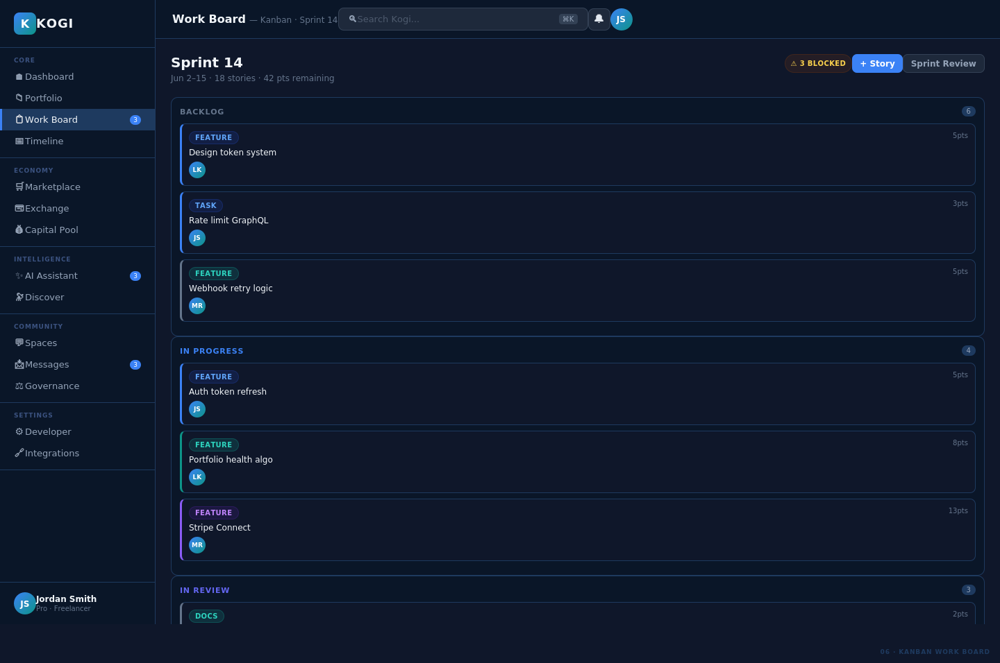 K KOGI
CORE
Dashboard
Portfolio
Work Board 3
Timeline
ECONOMY
Marketplace
Exchange
Capital Pool
INTELLIGENCE
AI Assistant 3
Discover
COMMUNITY
Spaces
Messages 3
Governance
SETTINGS
Developer
Integrations
JS Jordan Smith
Pro · Freelancer
Work Board — Kanban · Sprint 14 Search Kogi... ⌘K JS
Sprint 14 ⚠ 3 BLOCKED + Story Sprint Review
Jun 2–15 · 18 stories · 42 pts remaining
BACKLOG 6
FEATURE 5pts
Design token system
LK
TASK 3pts
Rate limit GraphQL
JS
FEATURE 5pts
Webhook retry logic
MR
IN PROGRESS 4
FEATURE 5pts
Auth token refresh
JS
FEATURE 8pts
Portfolio health algo
LK
FEATURE 13pts
Stripe Connect
MR
IN REVIEW 3
DOCS 2pts
06 · KANBAN WORK BOARD